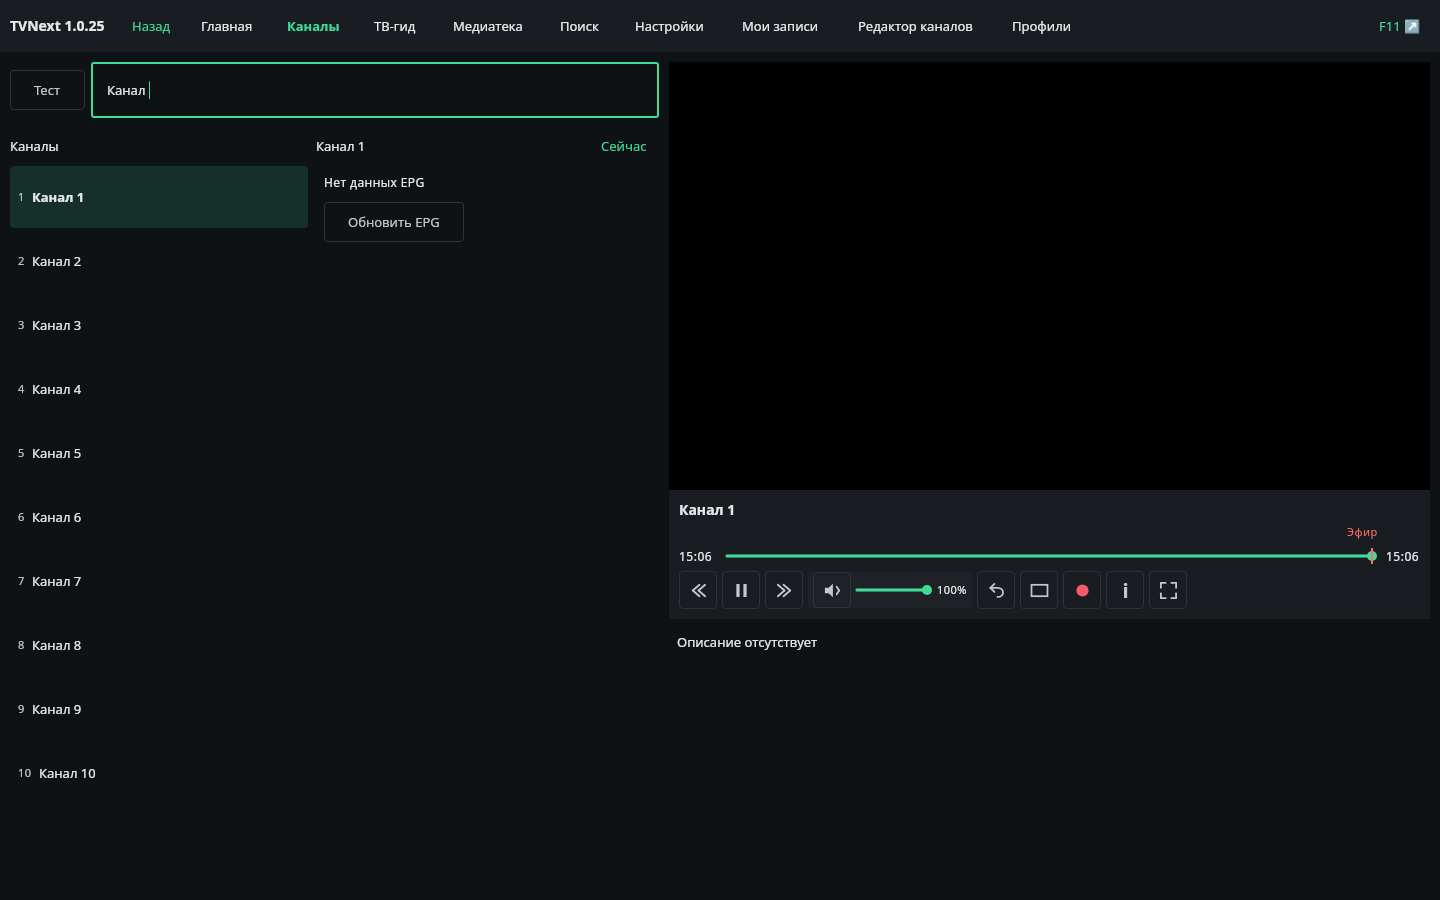 TVNext 1.0.25 Назад Главная Каналы ТВ-гид Медиатека Поиск Настройки Мои записи Редактор каналов Профили F11
Тест Канал
Каналы Канал 1 Сейчас
1 Канал 1
Нет данных EPG
Обновить EPG
2 Канал 2
3 Канал 3
4 Канал 4
5 Канал 5
6 Канал 6
7 Канал 7
8 Канал 8
9 Канал 9
10 Канал 10
Канал 1
Эфир
15:06 15:06
100%
Описание отсутствует